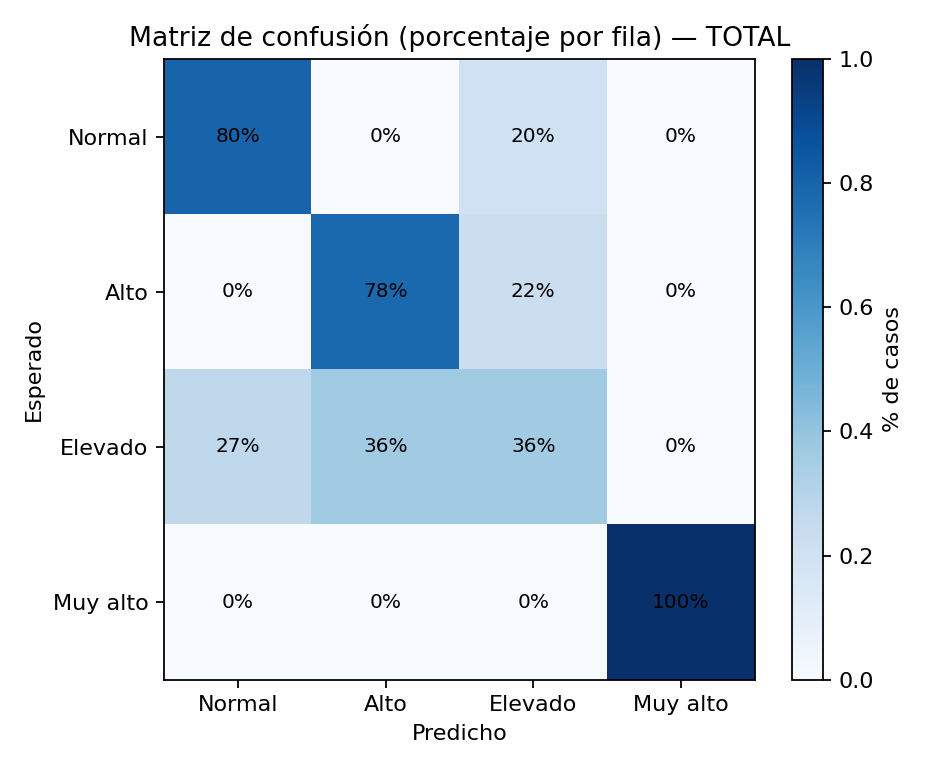 Matriz de confusión (porcentaje por fila) — TOTAL
Normal 80% 0% 20% 0%
Alto 0% 78% 22% 0%
Elevado 27% 36% 36% 0%
Muy alto 0% 0% 0% 100%
Normal Alto Elevado Muy alto
Predicho
Esperado
1.0
0.8
0.6
0.4
0.2
0.0
% de casos